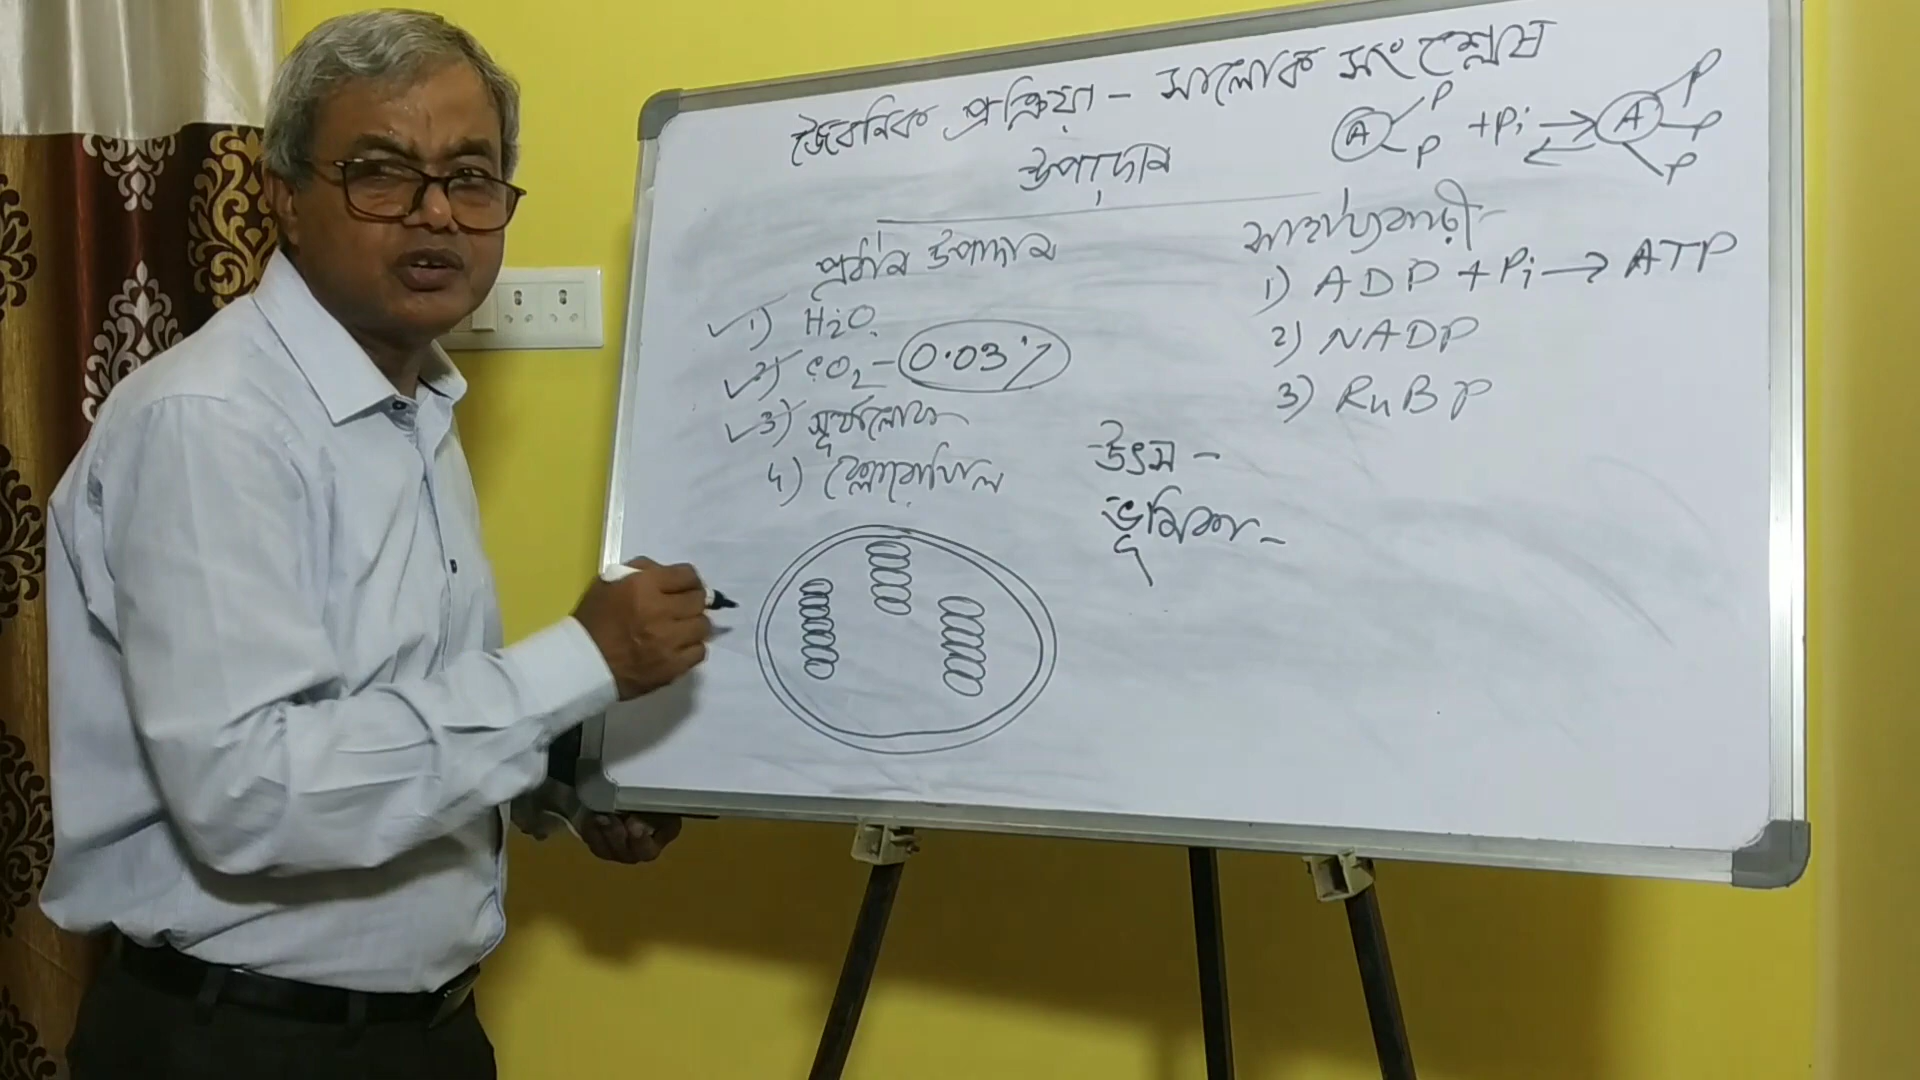 জৈবনিক প্রক্রিয়া - সালোক সংশ্লেষ
উপাদান
A P P + Pi → A P P P
প্রধান উপাদান
1) H2O
2) CO2 - 0.03%
3) সূর্যালোক
4) ক্লোরোফিল
সাহায্যকারী -
1) ADP + Pi → ATP
2) NADP
3) RuBP
উৎস -
ভূমিকা -